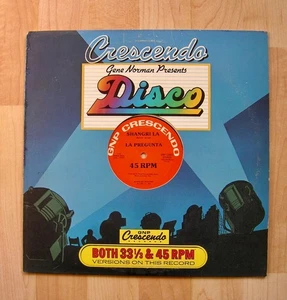 Crescendo
Gene Norman Presents
Disco
GNP CRESCENDO
SHANGRI LA
LA PREGUNTA
45 RPM
GNP
Crescendo
BOTH 33⅓ & 45 RPM
VERSIONS ON THIS RECORD